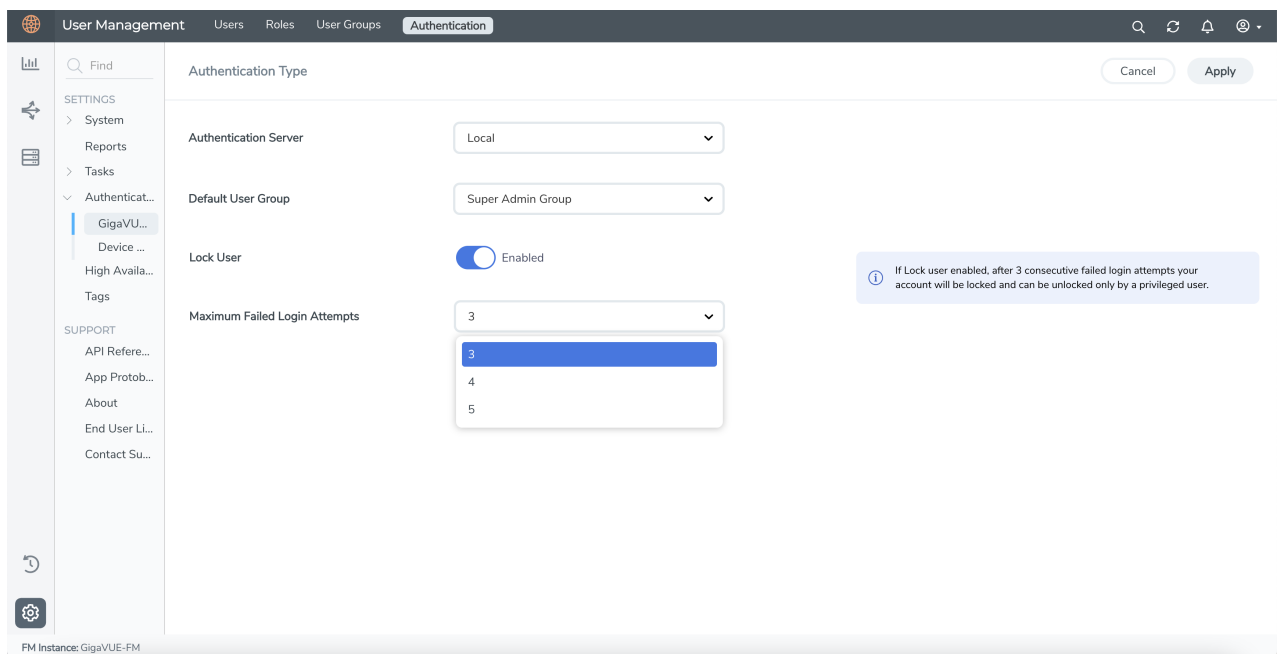 User Management Users Roles User Groups Authentication
Find
SETTINGS
System
Reports
Tasks
Authenticat...
GigaVU...
Device ...
High Availa...
Tags
SUPPORT
API Refere...
App Protob...
About
End User Li...
Contact Su...
Authentication Type
Cancel Apply
Authentication Server Local
Default User Group Super Admin Group
Lock User Enabled
If Lock user enabled, after 3 consecutive failed login attempts your
account will be locked and can be unlocked only by a privileged user.
Maximum Failed Login Attempts 3
3
4
5
FM Instance: GigaVUE-FM